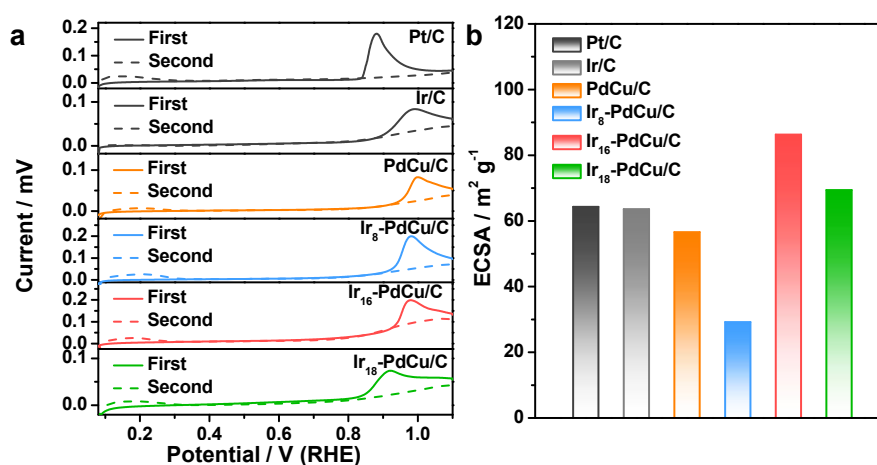 a
Current / mV
0.2
0.1
0.0
First
Second
Pt/C
0.1
0.0
First
Second
Ir/C
0.1
0.0
First
Second
PdCu/C
0.2
0.1
0.0
First
Second
Ir₈-PdCu/C
0.2
0.1
0.0
First
Second
Ir₁₆-PdCu/C
0.1
0.0
First
Second
Ir₁₈-PdCu/C
0.2 0.4 0.6 0.8 1.0
Potential / V (RHE)
b
ECSA / m² g⁻¹
120
100
80
60
40
20
0
Pt/C
Ir/C
PdCu/C
Ir₈-PdCu/C
Ir₁₆-PdCu/C
Ir₁₈-PdCu/C